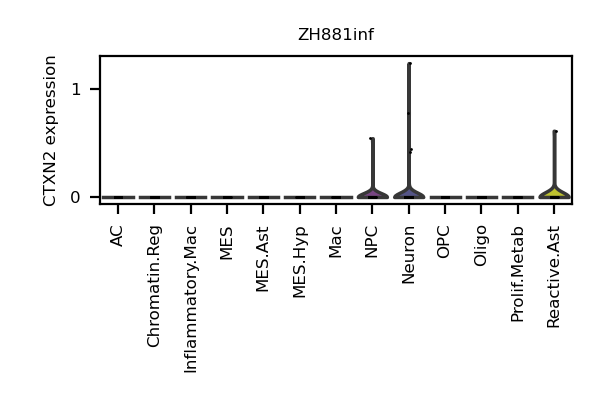 ZH881inf
CTXN2 expression
1
0
AC
Chromatin.Reg
Inflammatory.Mac
MES
MES.Ast
MES.Hyp
Mac
NPC
Neuron
OPC
Oligo
Prolif.Metab
Reactive.Ast